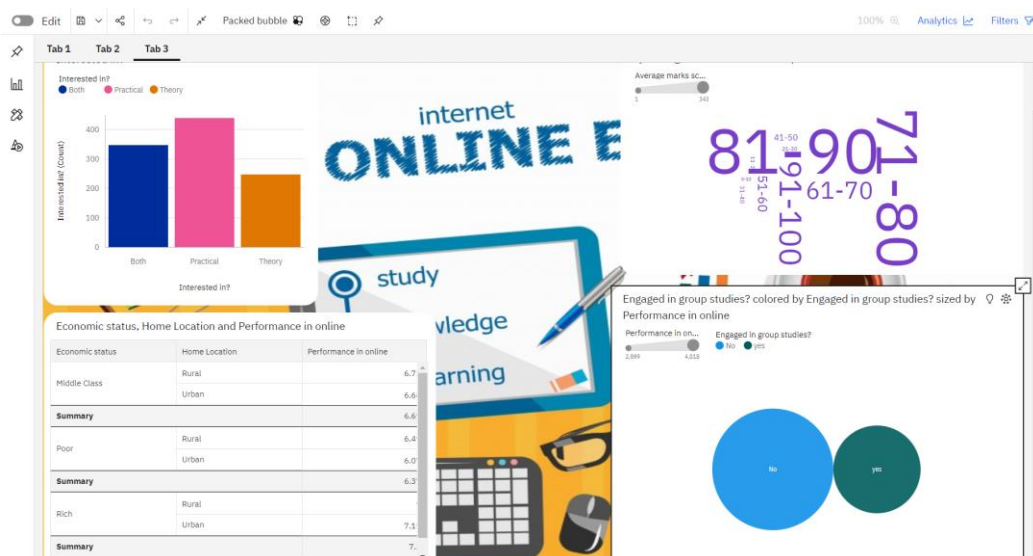 Edit
Packed bubble
100%
Analytics
Filters
Tab 1
Tab 2
Tab 3
Interested in?
Both
Practical
Theory
Interested in? (Count)
400
300
200
100
0
Both
Practical
Theory
Interested in?
internet
ONLINE E
study
wledge
arning
Average marks sc...
1
343
81-90
71-80
41-50
91-100
61-70
51-60
Economic status, Home Location and Performance in online
Economic status
Home Location
Performance in online
Middle Class
Rural
6.7
Urban
6.6
Summary
6.6
Poor
Rural
6.4
Urban
6.0
Summary
6.3
Rich
Rural
Urban
7.1
Summary
7.
Engaged in group studies? colored by Engaged in group studies? sized by
Performance in online
Performance in on...
2,899
4,018
Engaged in group studies?
No
yes
No
yes